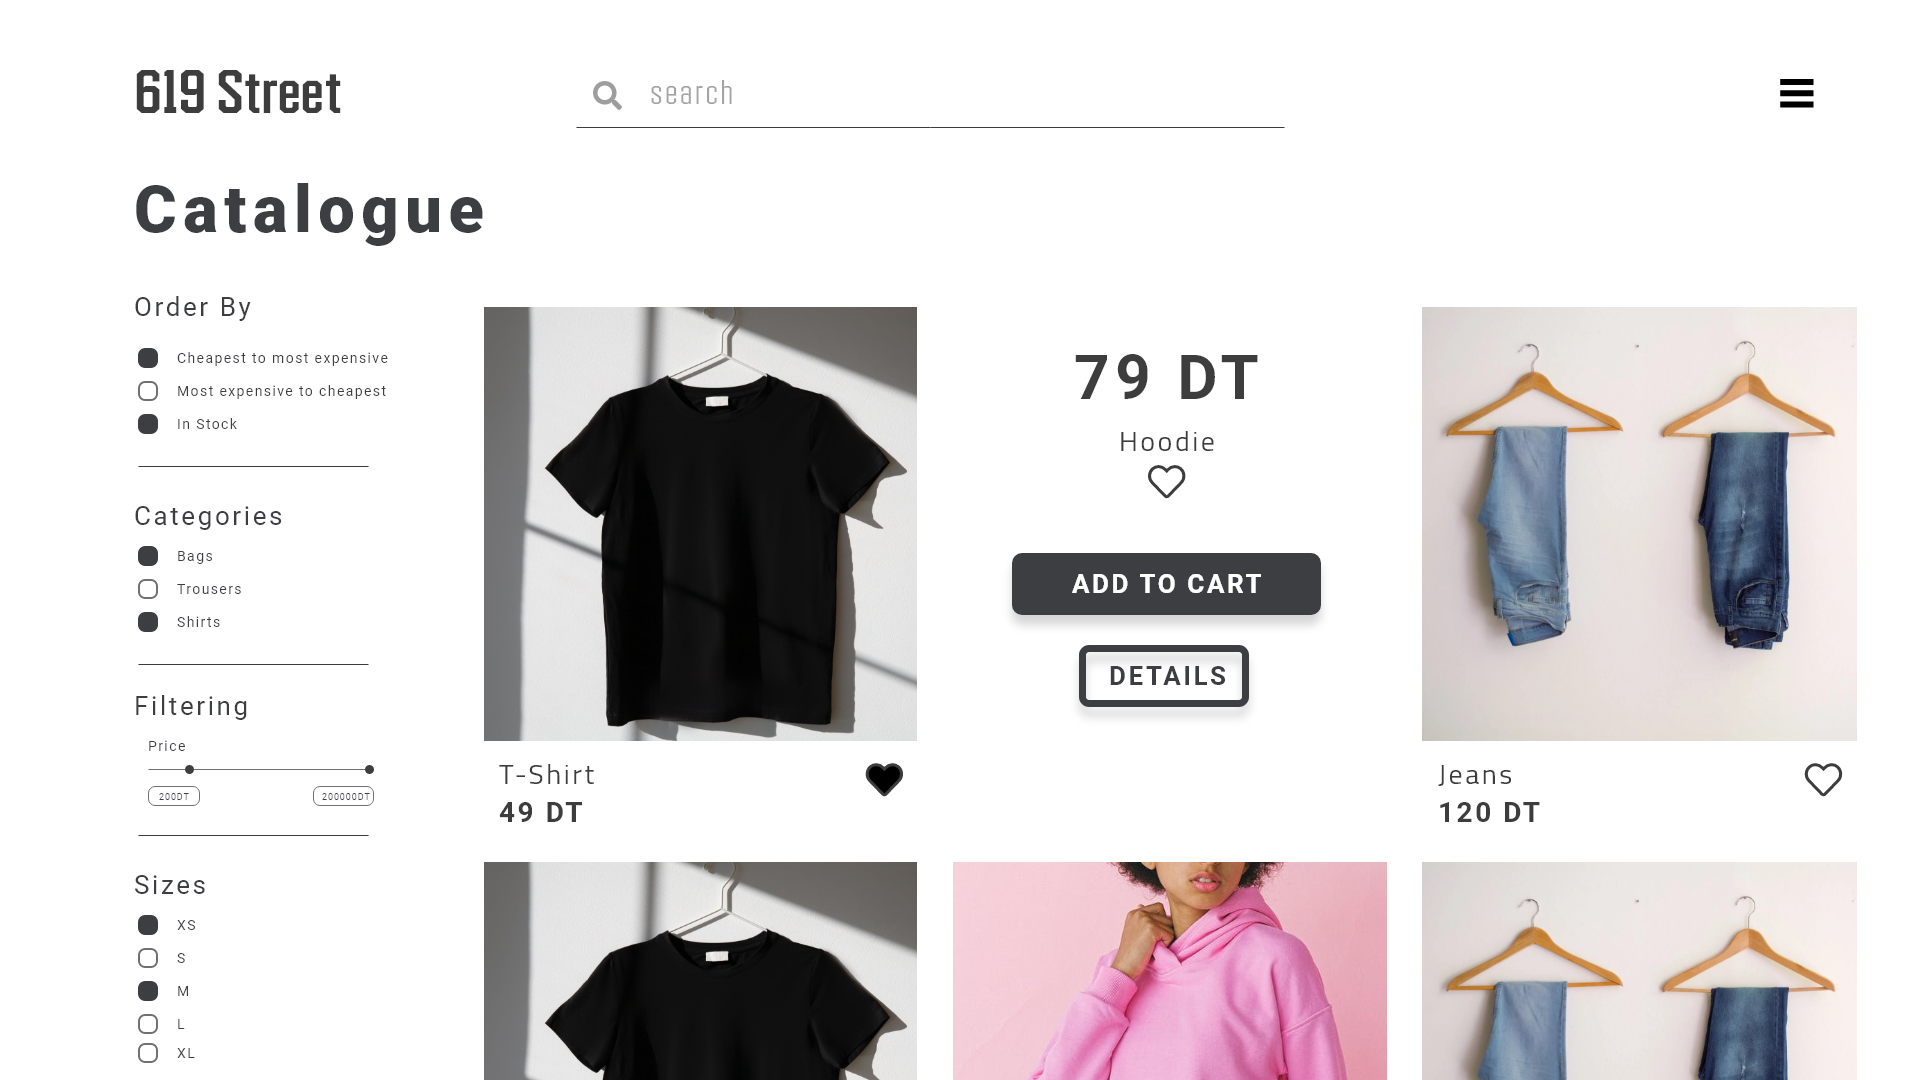 619 Street
search
Catalogue
Order By
Cheapest to most expensive
Most expensive to cheapest
In Stock
Categories
Bags
Trousers
Shirts
Filtering
Price
200DT
200000DT
Sizes
XS
S
M
L
XL
T-Shirt
49 DT
79 DT
Hoodie
ADD TO CART
DETAILS
Jeans
120 DT